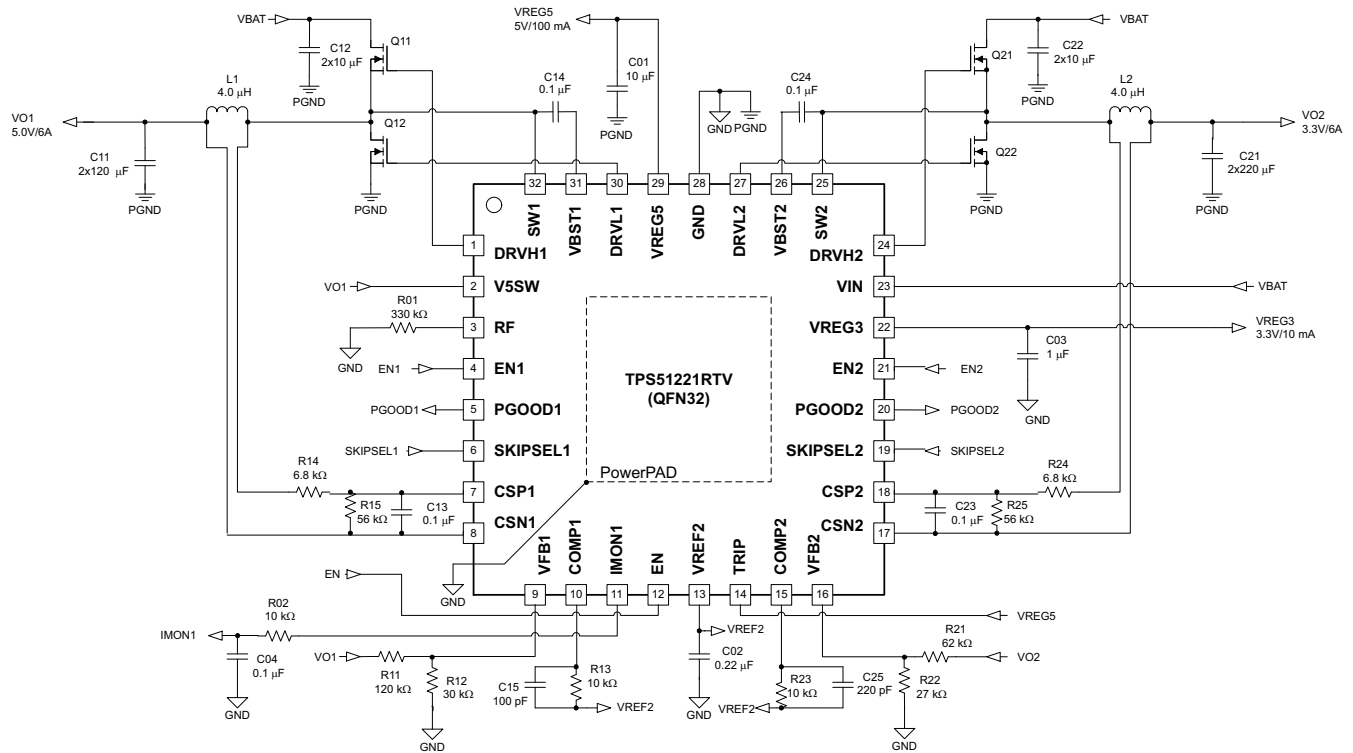 VBAT
C12
2x10 μF
PGND
Q11
VREG5
5V/100 mA
C01
10 μF
PGND
C14
0.1 μF
C24
0.1 μF
GND
PGND
VBAT
C22
2x10 μF
PGND
Q21
L1
4.0 μH
L2
4.0 μH
VO1
5.0V/6A
C11
2x120 μF
PGND
Q12
PGND
Q22
PGND
VO2
3.3V/6A
C21
2x220 μF
PGND
32
31
30
29
28
27
26
25
SW1
VBST1
DRVL1
VREG5
GND
DRVL2
VBST2
SW2
1
DRVH1
24
DRVH2
VO1
2
V5SW
VIN
23
VBAT
R01
330 kΩ
GND
3
RF
VREG3
22
VREG3
3.3V/10 mA
C03
1 μF
GND
EN1
4
EN1
EN2
21
EN2
TPS51221RTV
(QFN32)
PGOOD1
5
PGOOD1
PGOOD2
20
PGOOD2
SKIPSEL1
6
SKIPSEL1
SKIPSEL2
19
SKIPSEL2
PowerPAD
R14
6.8 kΩ
7
CSP1
CSP2
18
R24
6.8 kΩ
R15
56 kΩ
C13
0.1 μF
C23
0.1 μF
R25
56 kΩ
8
CSN1
CSN2
17
GND
VFB1
COMP1
IMON1
EN
VREF2
TRIP
COMP2
VFB2
9
10
11
12
13
14
15
16
EN
VREG5
R02
10 kΩ
IMON1
C04
0.1 μF
GND
VO1
R11
120 kΩ
R12
30 kΩ
GND
C15
100 pF
R13
10 kΩ
VREF2
VREF2
C02
0.22 μF
GND
R23
10 kΩ
C25
220 pF
VREF2
R21
62 kΩ
VO2
R22
27 kΩ
GND